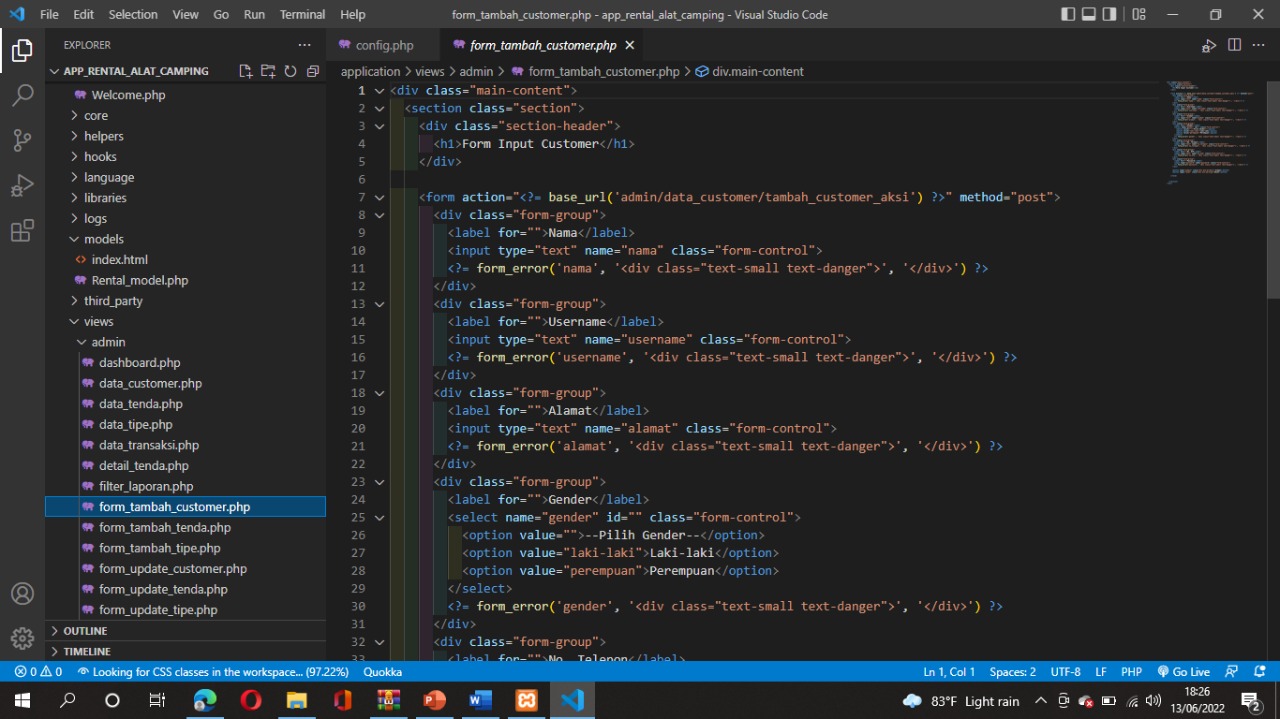 File Edit Selection View Go Run Terminal Help form_tambah_customer.php - app_rental_alat_camping - Visual Studio Code
EXPLORER ···
APP_RENTAL_ALAT_CAMPING
Welcome.php
core
helpers
hooks
language
libraries
logs
models
index.html
Rental_model.php
third_party
views
admin
dashboard.php
data_customer.php
data_tenda.php
data_tipe.php
data_transaksi.php
detail_tenda.php
filter_laporan.php
form_tambah_customer.php
form_tambah_tenda.php
form_tambah_tipe.php
form_update_customer.php
form_update_tenda.php
form_update_tipe.php
OUTLINE
TIMELINE
config.php form_tambah_customer.php
application > views > admin > form_tambah_customer.php > div.main-content
1 <div class="main-content">
2 <section class="section">
3 <div class="section-header">
4 <h1>Form Input Customer</h1>
5 </div>
6
7 <form action="<?= base_url('admin/data_customer/tambah_customer_aksi') ?>" method="post">
8 <div class="form-group">
9 <label for="">Nama</label>
10 <input type="text" name="nama" class="form-control">
11 <?= form_error('nama', '<div class="text-small text-danger">', '</div>') ?>
12 </div>
13 <div class="form-group">
14 <label for="">Username</label>
15 <input type="text" name="username" class="form-control">
16 <?= form_error('username', '<div class="text-small text-danger">', '</div>') ?>
17 </div>
18 <div class="form-group">
19 <label for="">Alamat</label>
20 <input type="text" name="alamat" class="form-control">
21 <?= form_error('alamat', '<div class="text-small text-danger">', '</div>') ?>
22 </div>
23 <div class="form-group">
24 <label for="">Gender</label>
25 <select name="gender" id="" class="form-control">
26 <option value="">--Pilih Gender--</option>
27 <option value="laki-laki">Laki-laki</option>
28 <option value="perempuan">Perempuan</option>
29 </select>
30 <?= form_error('gender', '<div class="text-small text-danger">', '</div>') ?>
31 </div>
32 <div class="form-group">
33 <label for="">No. Telepon</label>
0 0 Looking for CSS classes in the workspace... (97.22%) Quokka Ln 1, Col 1 Spaces: 2 UTF-8 LF PHP Go Live
83°F Light rain 18:26
13/06/2022 2